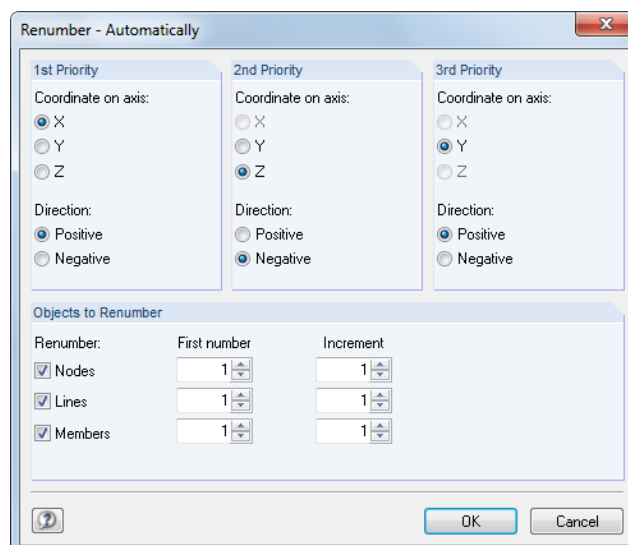 Renumber - Automatically
1st Priority
Coordinate on axis:
X
Y
Z
Direction:
Positive
Negative
2nd Priority
Coordinate on axis:
X
Y
Z
Direction:
Positive
Negative
3rd Priority
Coordinate on axis:
X
Y
Z
Direction:
Positive
Negative
Objects to Renumber
Renumber: First number Increment
Nodes 1 1
Lines 1 1
Members 1 1
OK Cancel